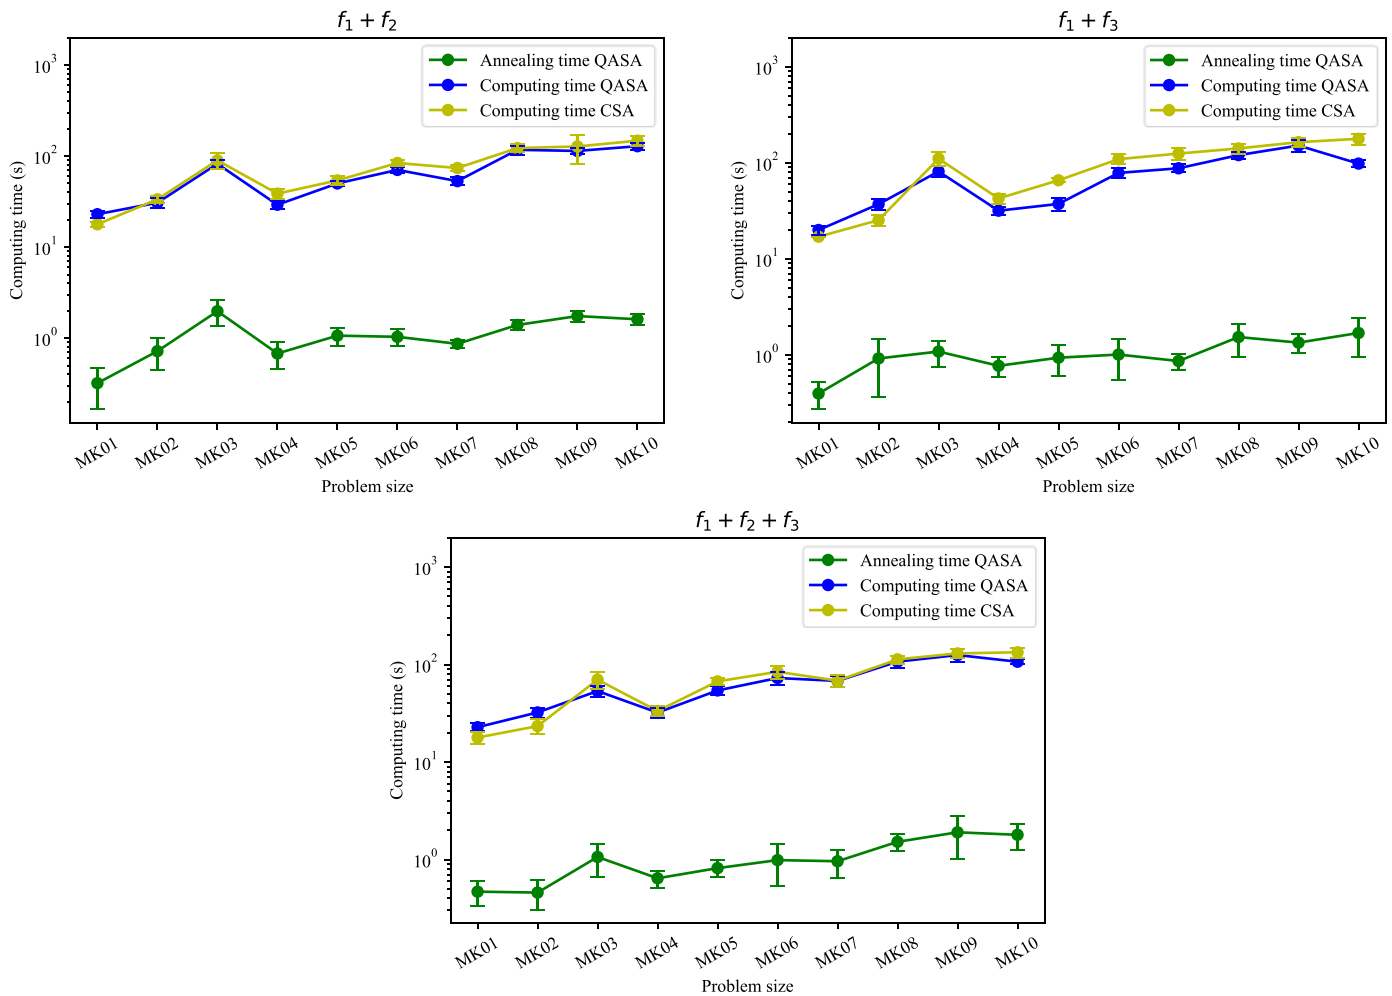 f₁ + f₂
Computing time (s)
10³
10²
10¹
10⁰
Annealing time QASA
Computing time QASA
Computing time CSA
MK01 MK02 MK03 MK04 MK05 MK06 MK07 MK08 MK09 MK10
Problem size
f₁ + f₃
Computing time (s)
10³
10²
10¹
10⁰
Annealing time QASA
Computing time QASA
Computing time CSA
MK01 MK02 MK03 MK04 MK05 MK06 MK07 MK08 MK09 MK10
Problem size
f₁ + f₂ + f₃
Computing time (s)
10³
10²
10¹
10⁰
Annealing time QASA
Computing time QASA
Computing time CSA
MK01 MK02 MK03 MK04 MK05 MK06 MK07 MK08 MK09 MK10
Problem size